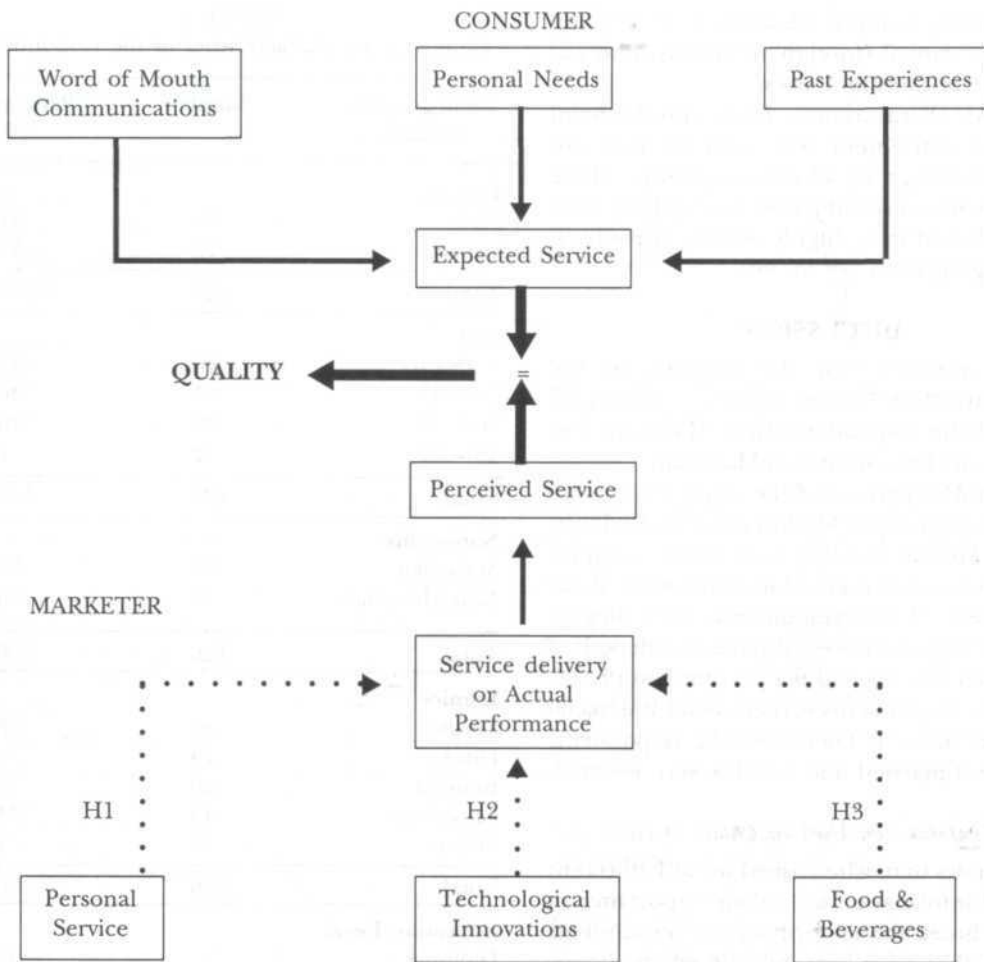 CONSUMER
Word of Mouth
Communications
Personal Needs
Past Experiences
Expected Service
QUALITY
=
Perceived Service
MARKETER
Service delivery
or Actual
Performance
H1
H2
H3
Personal
Service
Technological
Innovations
Food &
Beverages